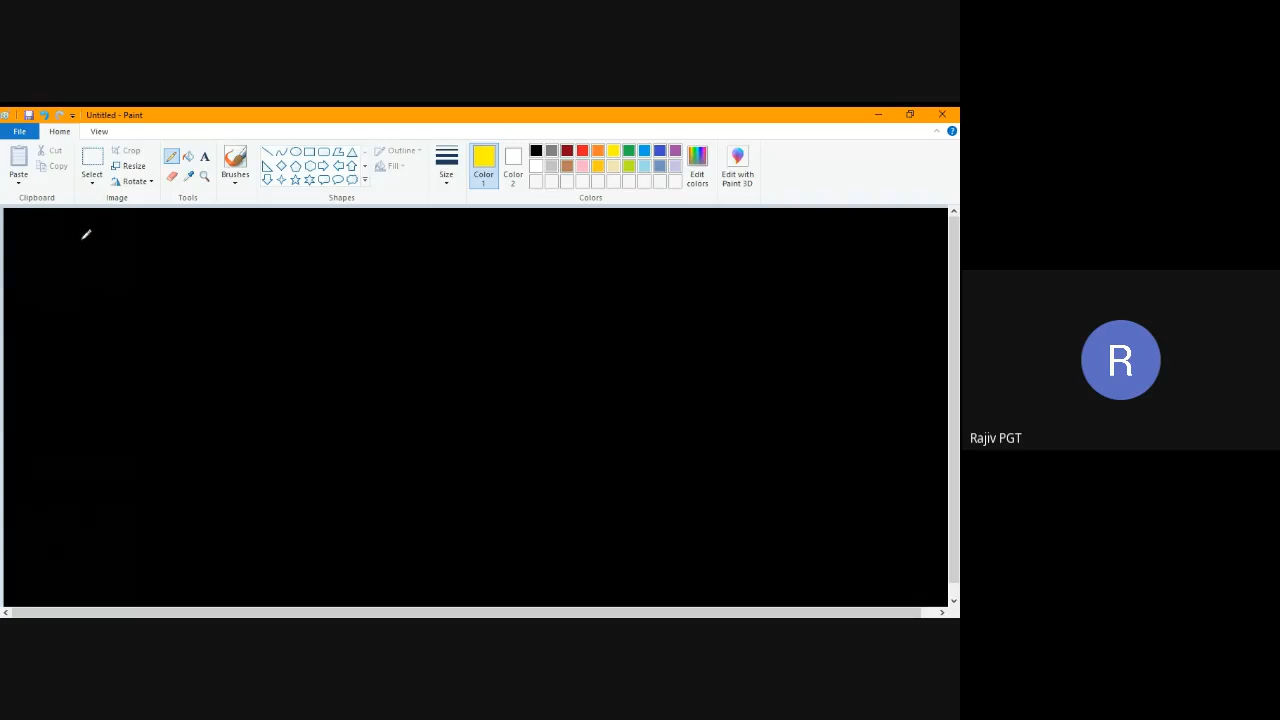 Untitled - Paint
File Home View
Paste
Cut
Copy
Clipboard
Select
Crop
Resize
Rotate
Image
A
Tools
Brushes
Shapes
Outline
Fill
Size
Color 1
Color 2
Edit colors
Colors
Edit with Paint 3D
R
Rajiv PGT